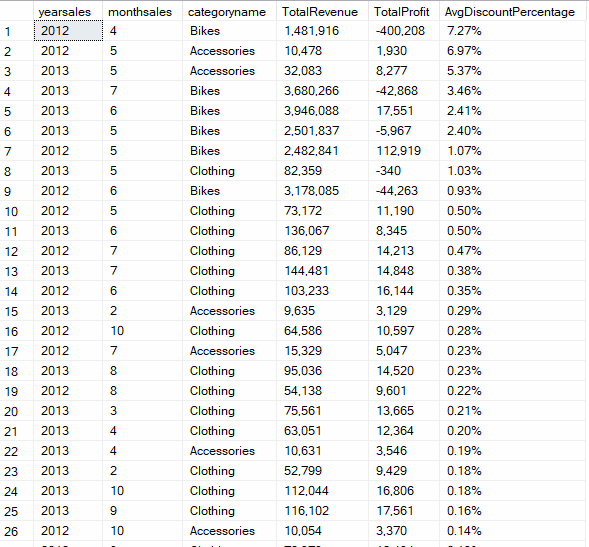 yearsales monthsales categoryname TotalRevenue TotalProfit AvgDiscountPercentage
1 2012 4 Bikes 1,481,916 -400,208 7.27%
2 2012 5 Accessories 10,478 1,930 6.97%
3 2013 5 Accessories 32,083 8,277 5.37%
4 2013 7 Bikes 3,680,266 -42,868 3.46%
5 2013 6 Bikes 3,946,088 17,551 2.41%
6 2013 5 Bikes 2,501,837 -5,967 2.40%
7 2012 5 Bikes 2,482,841 112,919 1.07%
8 2013 5 Clothing 82,359 -340 1.03%
9 2012 6 Bikes 3,178,085 -44,263 0.93%
10 2012 5 Clothing 73,172 11,190 0.50%
11 2013 6 Clothing 136,067 8,345 0.50%
12 2012 7 Clothing 86,129 14,213 0.47%
13 2013 7 Clothing 144,481 14,848 0.38%
14 2012 6 Clothing 103,233 16,144 0.35%
15 2013 2 Accessories 9,635 3,129 0.29%
16 2012 10 Clothing 64,586 10,597 0.28%
17 2012 7 Accessories 15,329 5,047 0.23%
18 2013 8 Clothing 95,036 14,520 0.23%
19 2012 8 Clothing 54,138 9,601 0.22%
20 2013 3 Clothing 75,561 13,665 0.21%
21 2013 4 Clothing 63,051 12,364 0.20%
22 2013 4 Accessories 10,631 3,546 0.19%
23 2013 2 Clothing 52,799 9,429 0.18%
24 2013 10 Clothing 112,044 16,806 0.18%
25 2013 9 Clothing 116,102 17,561 0.16%
26 2012 10 Accessories 10,054 3,370 0.14%